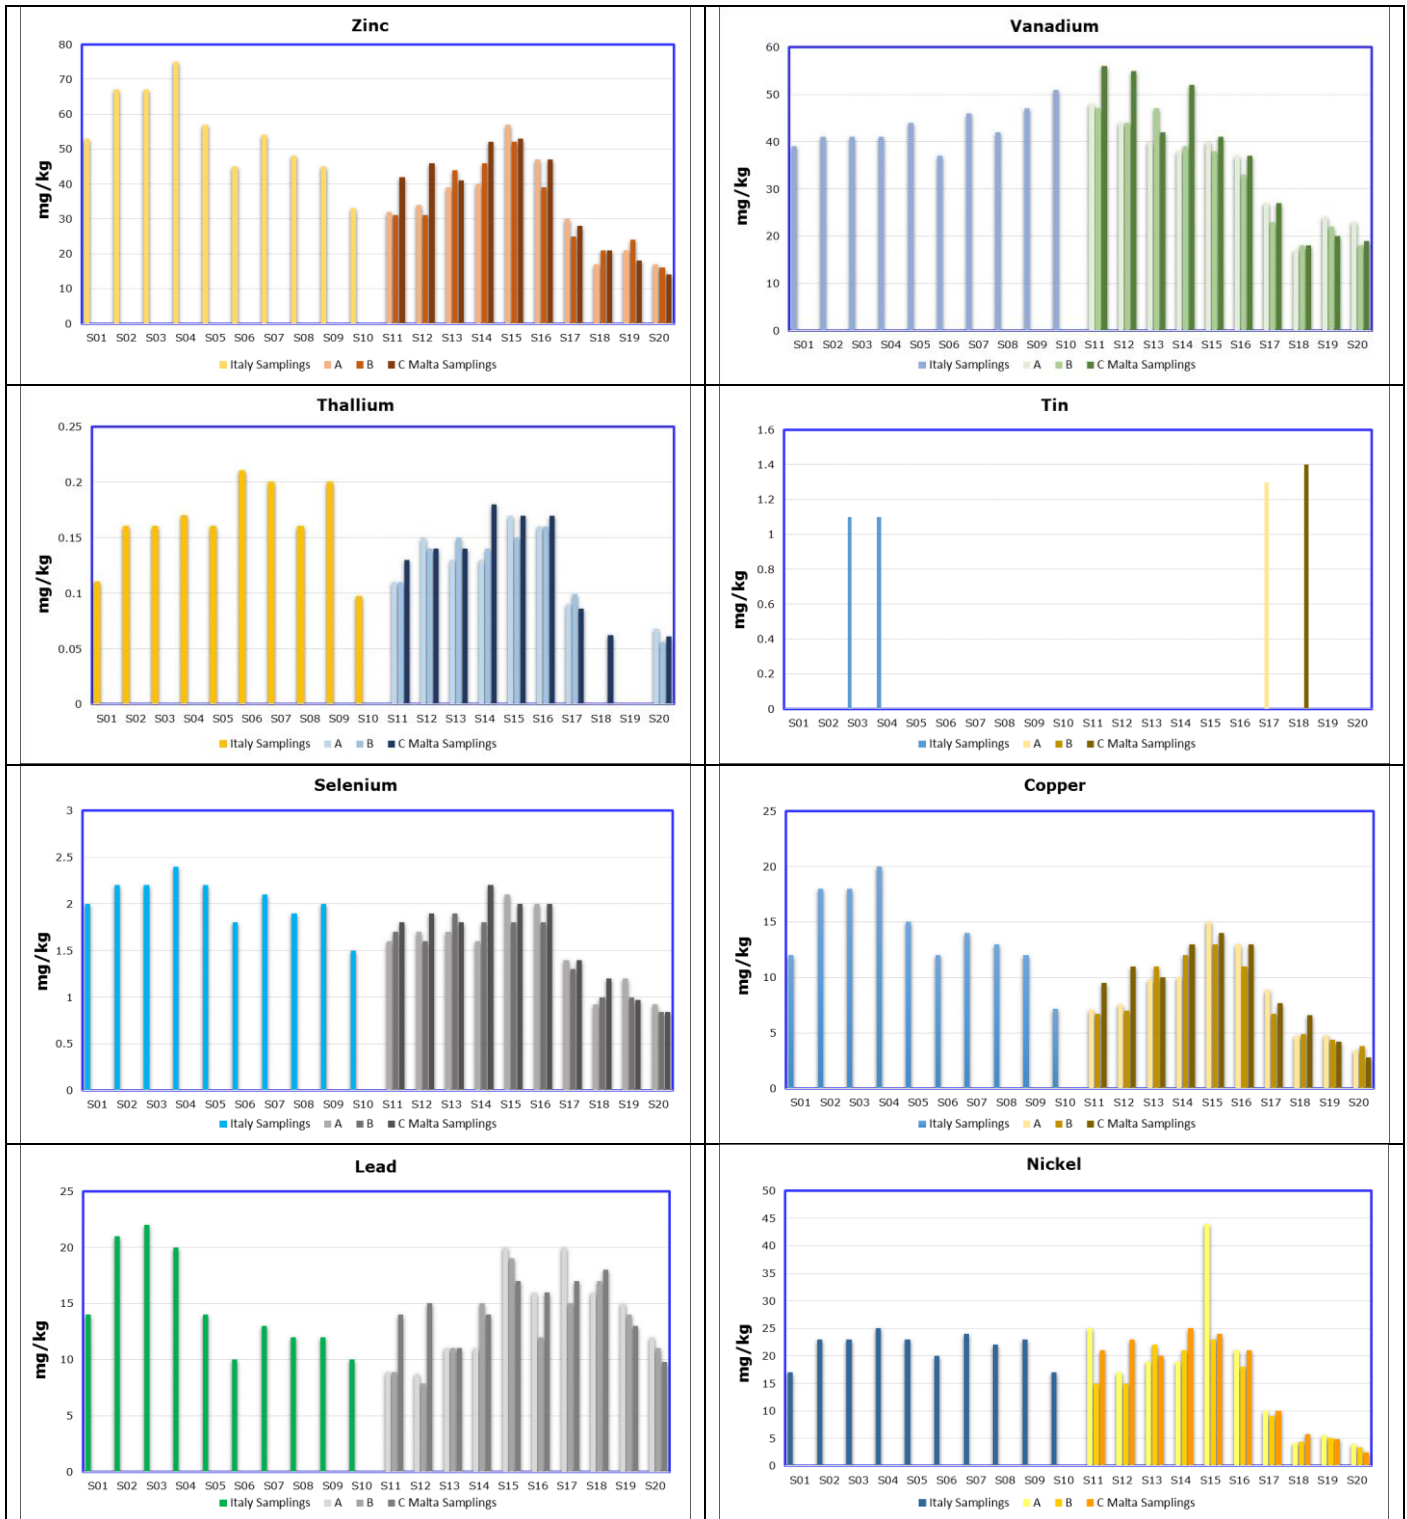 Zinc
80
70
60
50
40
30
20
10
0
mg/kg
S01 S02 S03 S04 S05 S06 S07 S08 S09 S10 S11 S12 S13 S14 S15 S16 S17 S18 S19 S20
Italy Samplings A B C Malta Samplings
Vanadium
60
50
40
30
20
10
0
mg/kg
S01 S02 S03 S04 S05 S06 S07 S08 S09 S10 S11 S12 S13 S14 S15 S16 S17 S18 S19 S20
Italy Samplings A B C Malta Samplings
Thallium
0.25
0.2
0.15
0.1
0.05
0
mg/kg
S01 S02 S03 S04 S05 S06 S07 S08 S09 S10 S11 S12 S13 S14 S15 S16 S17 S18 S19 S20
Italy Samplings A B C Malta Samplings
Tin
1.6
1.4
1.2
1
0.8
0.6
0.4
0.2
0
mg/kg
S01 S02 S03 S04 S05 S06 S07 S08 S09 S10 S11 S12 S13 S14 S15 S16 S17 S18 S19 S20
Italy Samplings A B C Malta Samplings
Selenium
3
2.5
2
1.5
1
0.5
0
mg/kg
S01 S02 S03 S04 S05 S06 S07 S08 S09 S10 S11 S12 S13 S14 S15 S16 S17 S18 S19 S20
Italy Samplings A B C Malta Samplings
Copper
25
20
15
10
5
0
mg/kg
S01 S02 S03 S04 S05 S06 S07 S08 S09 S10 S11 S12 S13 S14 S15 S16 S17 S18 S19 S20
Italy Samplings A B C Malta Samplings
Lead
25
20
15
10
5
0
mg/kg
S01 S02 S03 S04 S05 S06 S07 S08 S09 S10 S11 S12 S13 S14 S15 S16 S17 S18 S19 S20
Italy Samplings A B C Malta Samplings
Nickel
50
45
40
35
30
25
20
15
10
5
0
mg/kg
S01 S02 S03 S04 S05 S06 S07 S08 S09 S10 S11 S12 S13 S14 S15 S16 S17 S18 S19 S20
Italy Samplings A B C Malta Samplings